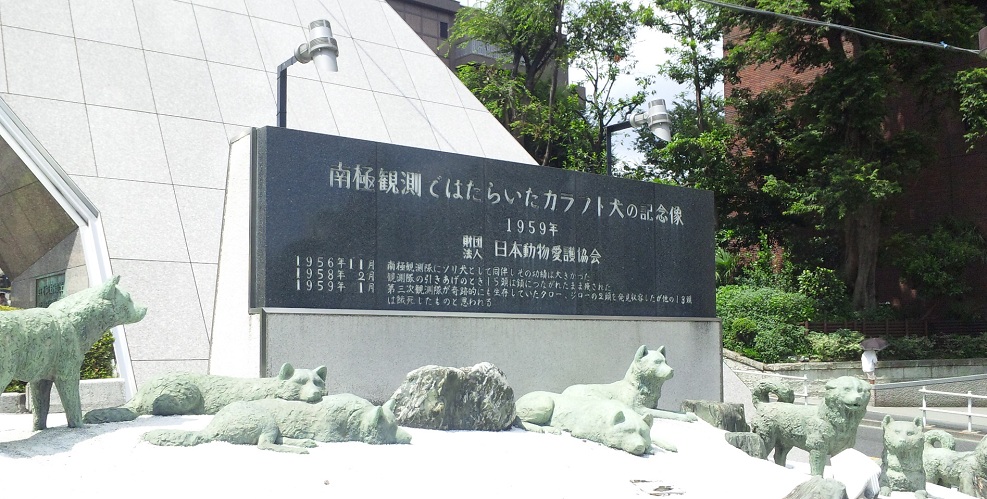 南極観測ではたらいたカラフト犬の記念像
1959年
財団法人 日本動物愛護協会
1956年11月 南極観測隊にソリ犬として同伴しその功績は大きかった
1958年 2月 観測隊の引きあげのとき15頭は鎖につながれたまま残された
1959年 1月 第三次観測隊が奇跡的にも生存していたタロー、ジローの2頭を発見収容したが他の13頭
は餓死したものと思われる